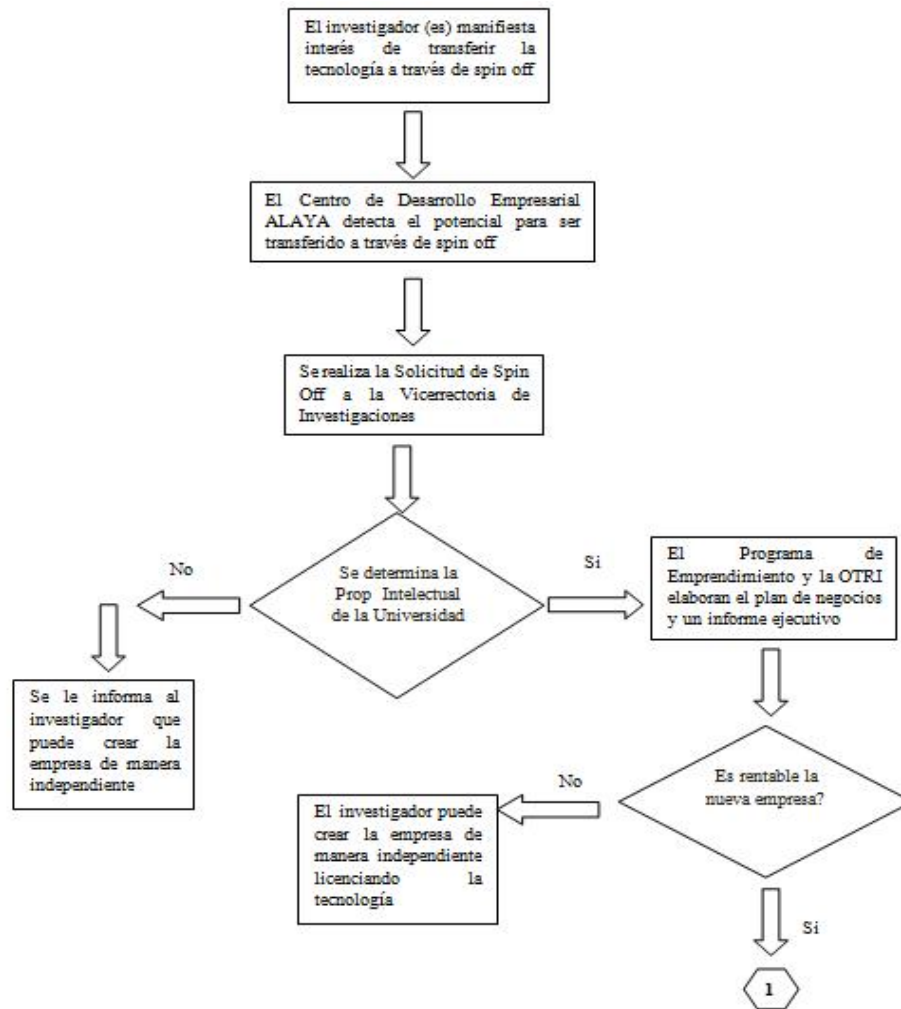 El investigador (es) manifiesta
interés de transferir la
tecnología a través de spin off
El Centro de Desarrollo Empresarial
ALAYA detecta el potencial para ser
transferido a través de spin off
Se realiza la Solicitud de Spin
Off a la Vicerrectoria de
Investigaciones
Se determina la
Prop Intelectual
de la Universidad
No
Si
Se le informa al
investigador que
puede crear la
empresa de manera
independiente
El Programa de
Emprendimiento y la OTRI
elaboran el plan de negocios
y un informe ejecutivo
Es rentable la
nueva empresa?
No
El investigador puede
crear la empresa de
manera independiente
licenciando la
tecnología
Si
1